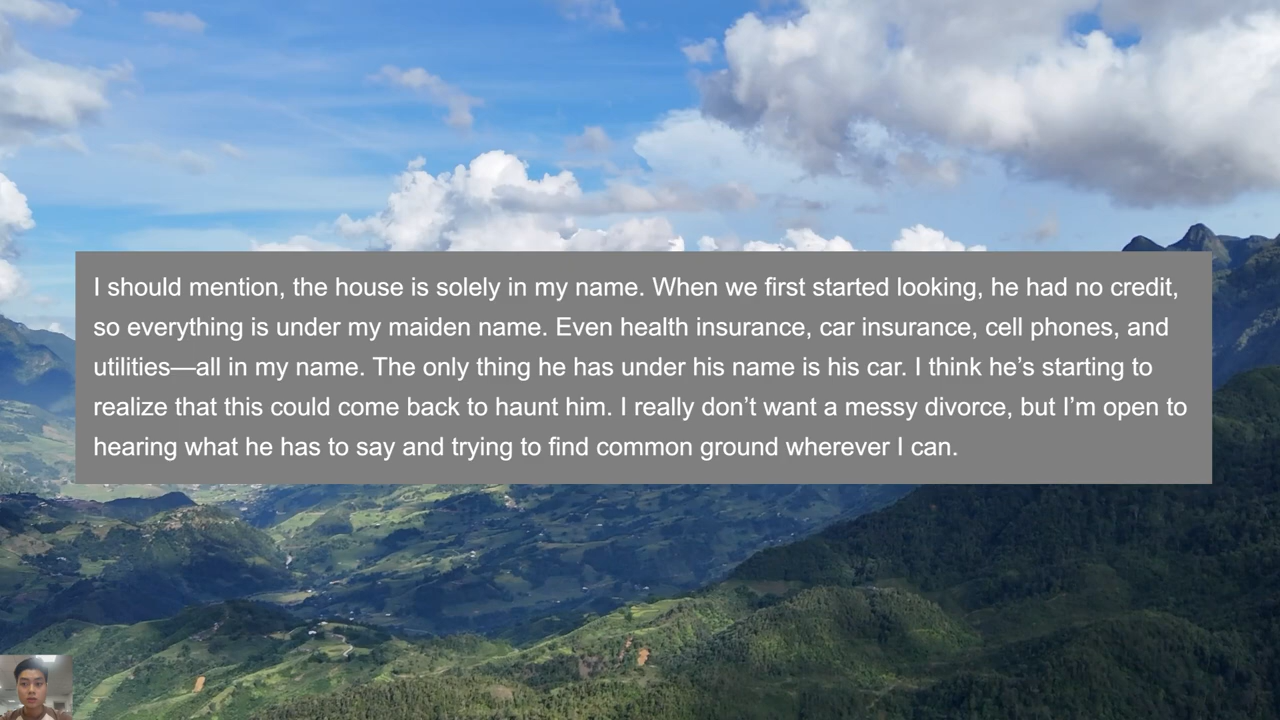 I should mention, the house is solely in my name. When we first started looking, he had no credit,
so everything is under my maiden name. Even health insurance, car insurance, cell phones, and
utilities—all in my name. The only thing he has under his name is his car. I think he’s starting to
realize that this could come back to haunt him. I really don’t want a messy divorce, but I’m open to
hearing what he has to say and trying to find common ground wherever I can.